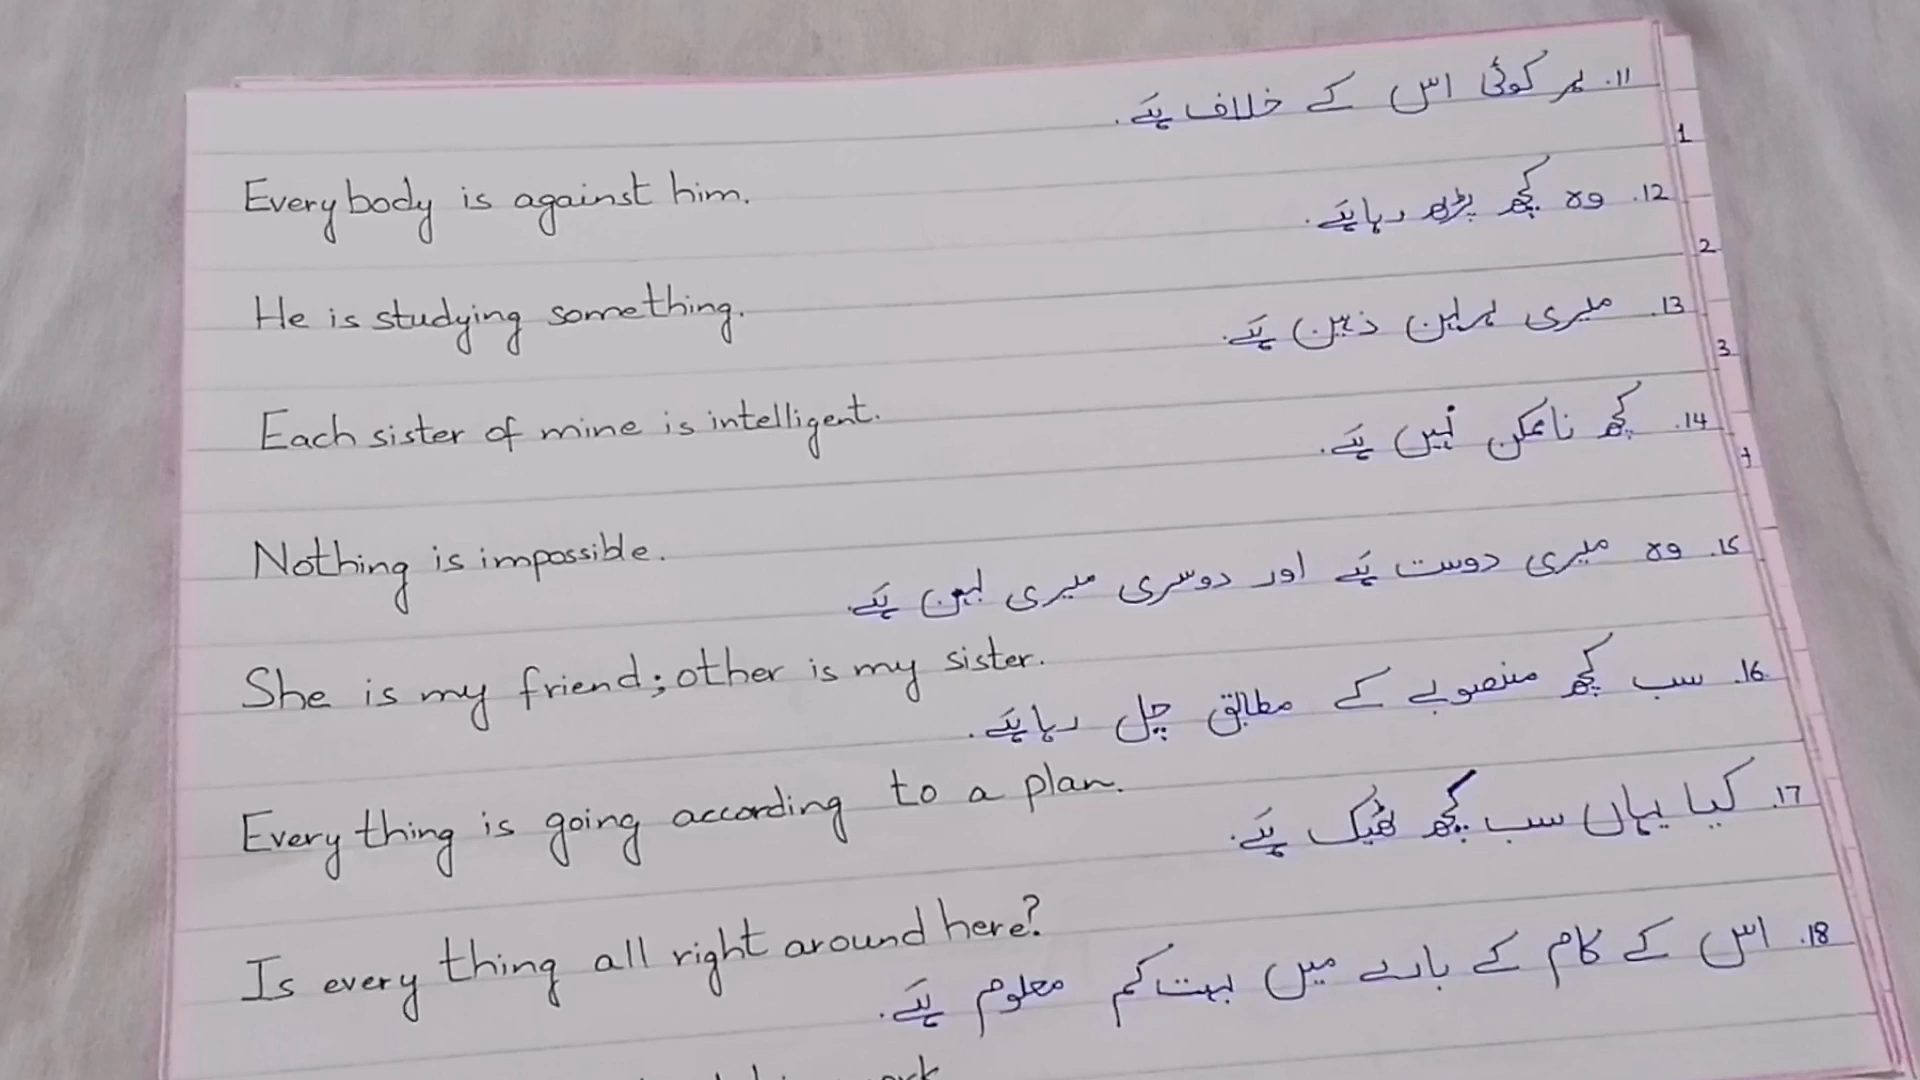 11. ہر کوئی اس کے خلاف ہے.
Everybody is against him.
12. وہ کچھ پڑھ رہا ہے.
He is studying something.
13. میری ہر بہن ذہین ہے.
Each sister of mine is intelligent.
14. کچھ ناممکن نہیں ہے.
Nothing is impossible.
15. وہ میری دوست ہے اور دوسری میری بہن ہے.
She is my friend; other is my sister.
16. سب کچھ منصوبے کے مطابق چل رہا ہے.
Every thing is going according to a plan.
17. کیا یہاں سب کچھ ٹھیک ہے.
Is every thing all right around here?
18. اس کے کام کے بارے میں بہت کم معلوم ہے.
1
2
3